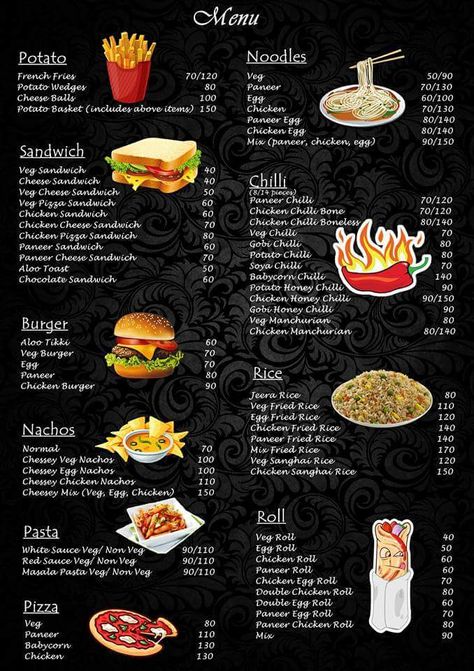 Menu
Potato
French Fries 70/120
Potato Wedges 80
Cheese Balls 100
Potato Basket (includes above items) 150
Sandwich
Veg Sandwich 40
Cheese Sandwich 40
Veg Cheese Sandwich 50
Veg Pizza Sandwich 60
Chicken Sandwich 60
Chicken Cheese Sandwich 70
Chicken Pizza Sandwich 80
Paneer Sandwich 60
Sandwich 60
Aloo Toast 50
Chocolate Sandwich 50
Burger
Aloo Tikki 60
Veg Burger 70
Egg 70
Paneer 80
Chicken Burger 90
Nachos
Normal 70
Chessey Veg Nachos 100
Chessey Egg Nachos 100
Chessey Chicken Nachos 110
Cheesey Mix (Veg, Egg, Chicken) 150
Pasta
White Sauce Veg/ Non Veg 90/110
Red Sauce Veg/ Non Veg 90/110
Masala Pasta Veg/ Non Veg 90/110
Pizza
Veg 80
Paneer 110
Babycorn 130
Chicken 130
Noodles
Veg 50/90
Paneer 70/130
Egg 60/100
Chicken 70/130
Paneer Egg 80/140
Chicken Egg 80/140
Mix (paneer, chicken, egg) 90/150
Chilli
(8/14 pieces)
Paneer Chilli 70/120
Chicken Chilli Bone 70/120
Chicken Chilli Boneless 80/140
Veg Chilli 70
Gobi Chilli 80
Potato Chilli 80
Soya Chilli 70
Babycorn Chilli 80/140
Potato Honey Chilli 90
Chicken Honey Chilli 90/150
Gobi Honey Chilli 90
Veg Manchurian 80
Chicken Manchurian 80/140
Rice
Jeera Rice 80
Veg Fried Rice 110
Egg Fried Rice 120
Chicken Fried Rice 140
Paneer Fried Rice 140
Mix Fried Rice 170
Veg Sanghai Rice 120
Chicken Sanghai Rice 150
Roll
Veg Roll 40
Egg Roll 50
Chicken Roll 60
Paneer Roll 60
Chicken Egg Roll 70
Double Chicken Roll 80
Paneer Egg Roll 70
Double Paneer Roll 80
Paneer Chicken Roll 80
Mix 90